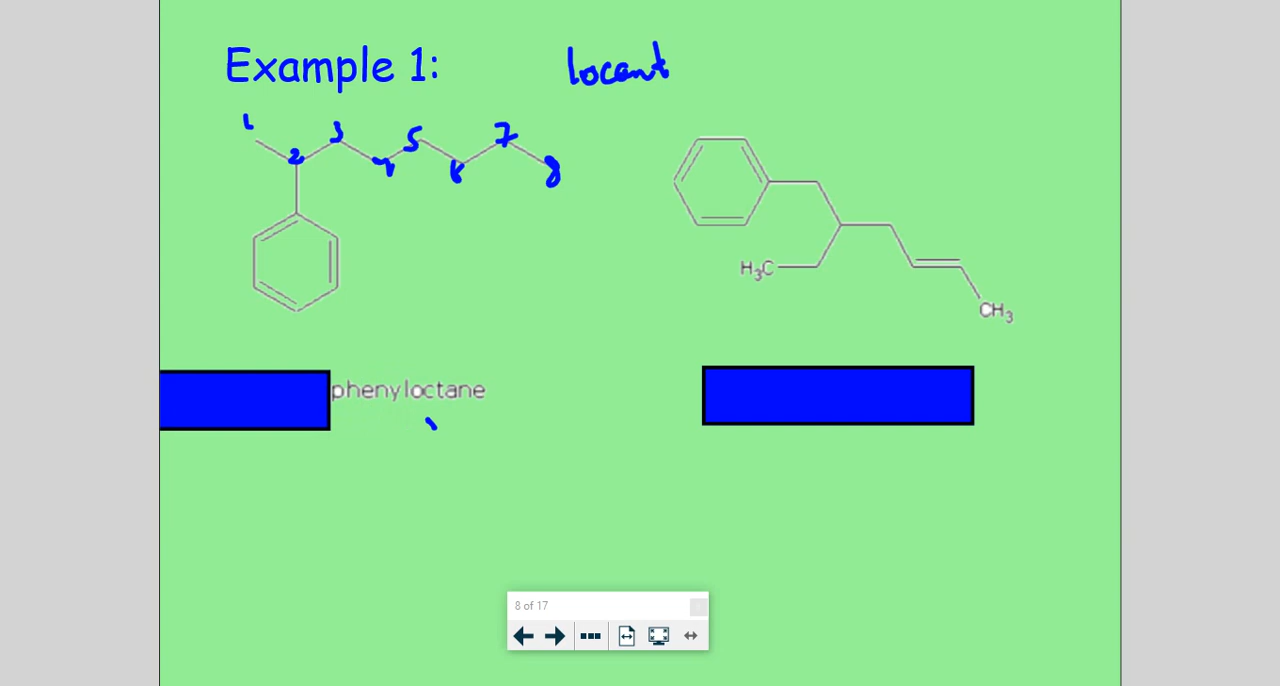 Example 1: locant
1 2 3 4 5 6 7 8
H3C
CH3
phenyloctane
8 of 17